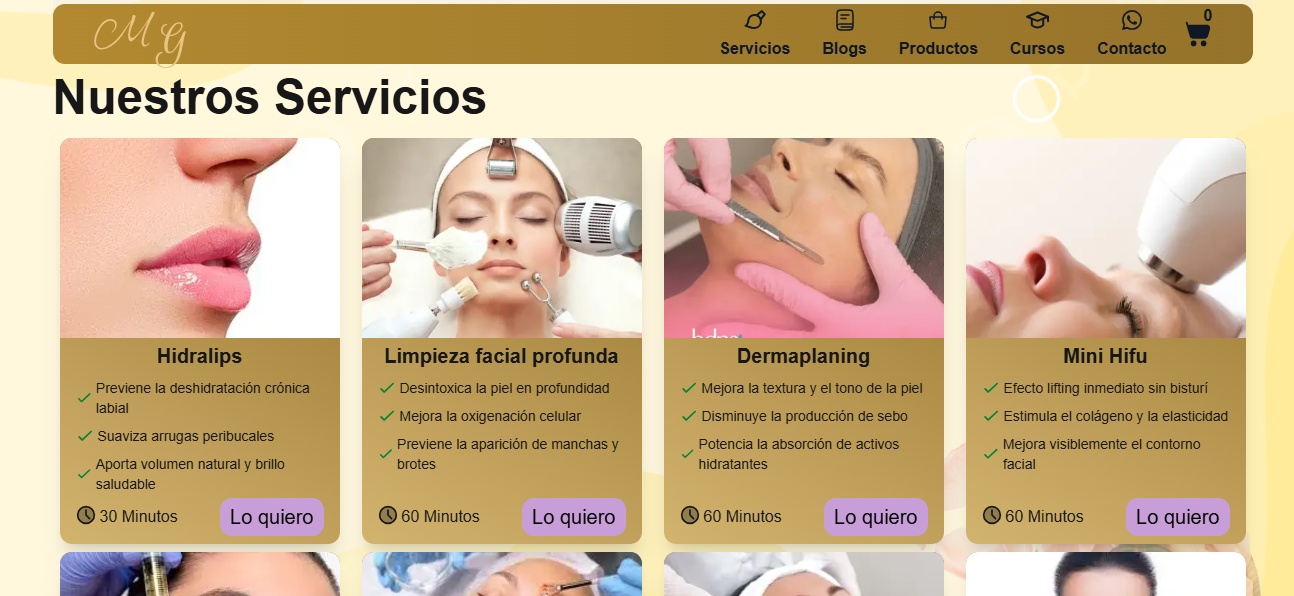 MG
0
Servicios Blogs Productos Cursos Contacto
Nuestros Servicios
Hidralips
Previene la deshidratación crónica
labial
Suaviza arrugas peribucales
Aporta volumen natural y brillo
saludable
30 Minutos
Lo quiero
Limpieza facial profunda
Desintoxica la piel en profundidad
Mejora la oxigenación celular
Previene la aparición de manchas y
brotes
60 Minutos
Lo quiero
Dermaplaning
Mejora la textura y el tono de la piel
Disminuye la producción de sebo
Potencia la absorción de activos
hidratantes
60 Minutos
Lo quiero
Mini Hifu
Efecto lifting inmediato sin bisturí
Estimula el colágeno y la elasticidad
Mejora visiblemente el contorno
facial
60 Minutos
Lo quiero